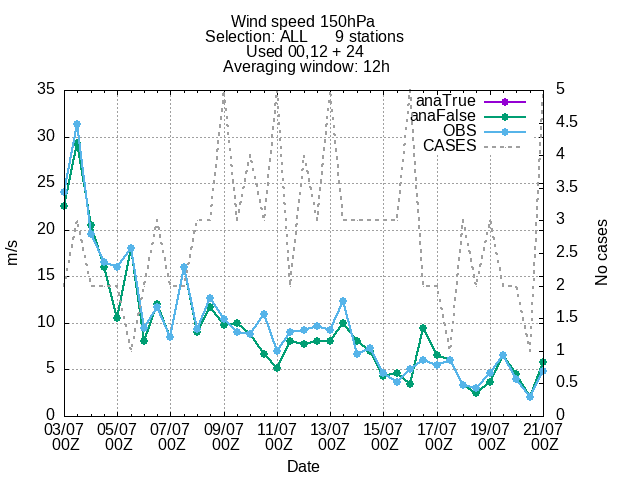 Wind speed 150hPa
Selection: ALL 9 stations
Used 00,12 + 24
Averaging window: 12h
35
30
25
20
15
10
5
0
m/s
5
4.5
4
3.5
3
2.5
2
1.5
1
0.5
0
No cases
anaTrue
anaFalse
OBS
CASES
03/07 05/07 07/07 09/07 11/07 13/07 15/07 17/07 19/07 21/07
00Z 00Z 00Z 00Z 00Z 00Z 00Z 00Z 00Z 00Z
Date